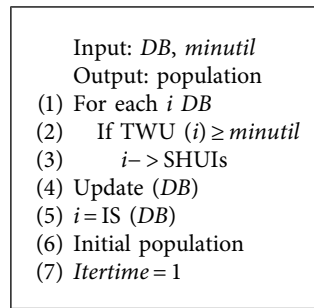 Input: DB, minutil
Output: population
(1) For each i DB
(2) If TWU (i) ≥ minutil
(3) i− > SHUIs
(4) Update (DB)
(5) i = IS (DB)
(6) Initial population
(7) Itertime = 1